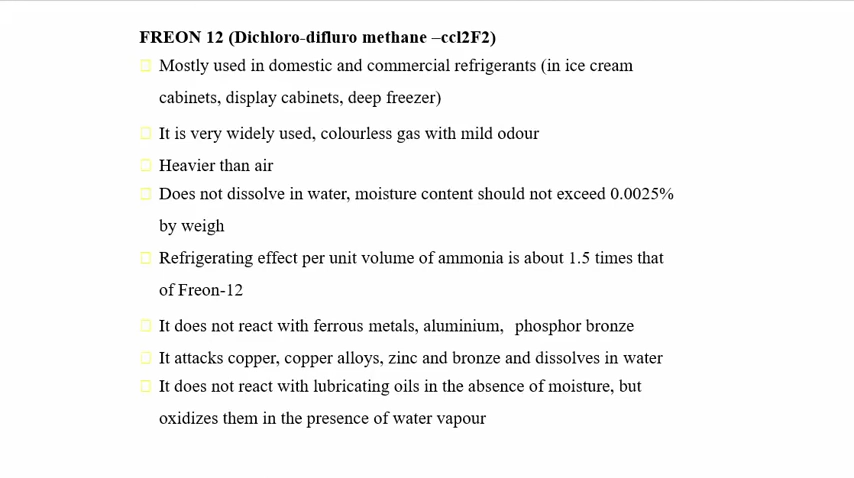 FREON 12 (Dichloro-difluro methane –ccl2F2)
Mostly used in domestic and commercial refrigerants (in ice cream
cabinets, display cabinets, deep freezer)
It is very widely used, colourless gas with mild odour
Heavier than air
Does not dissolve in water, moisture content should not exceed 0.0025%
by weigh
Refrigerating effect per unit volume of ammonia is about 1.5 times that
of Freon-12
It does not react with ferrous metals, aluminium, phosphor bronze
It attacks copper, copper alloys, zinc and bronze and dissolves in water
It does not react with lubricating oils in the absence of moisture, but
oxidizes them in the presence of water vapour